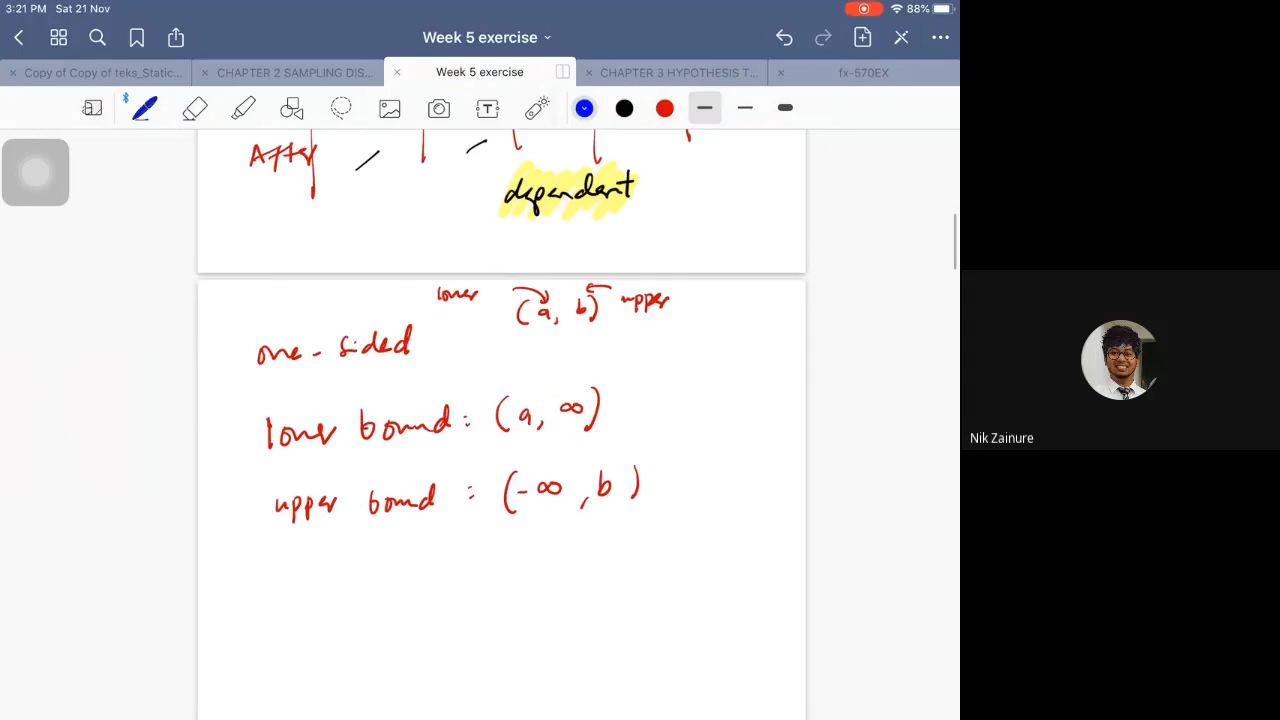 3:21 PM Sat 21 Nov
88%
Week 5 exercise
Copy of Copy of teks_Static...
CHAPTER 2 SAMPLING DIS...
Week 5 exercise
CHAPTER 3 HYPOTHESIS T...
fx-570EX
After
dependent
lower (a, b) upper
one-sided
lower bound : (a, ∞)
upper bound : (-∞, b)
Nik Zainure